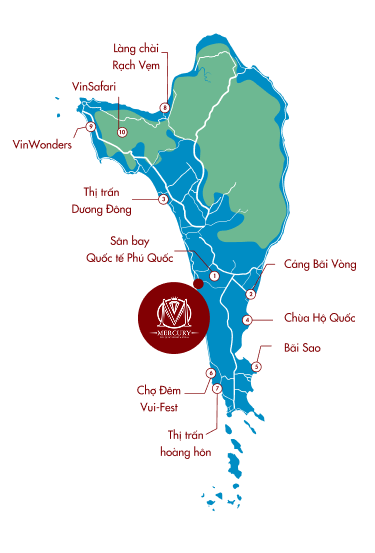 Làng chài
Rạch Vẹm
VinSafari
8
9
10
VinWonders
Thị trấn
Dương Đông
3
Sân bay
Quốc tế Phú Quốc
1
Cảng Bãi Vòng
2
MERCURY
Chùa Hộ Quốc
4
Bãi Sao
5
6
Chợ Đêm
Vui-Fest
7
Thị trấn
hoàng hôn